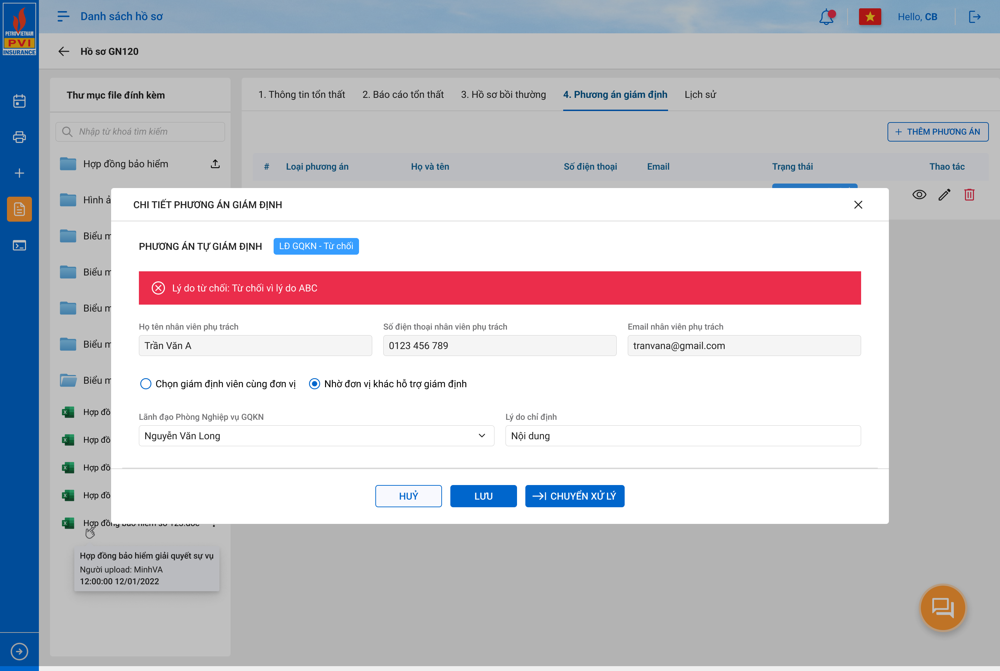 PETROVIETNAM
PVI
INSURANCE
Danh sách hồ sơ
Hello, CB
Hồ sơ GN120
Thư mục file đính kèm
Nhập từ khoá tìm kiếm
Hợp đồng bảo hiểm
Hình ả
Biểu m
Biểu m
Biểu m
Biểu m
Biểu m
Hợp đồ
Hợp đồ
Hợp đồ
Hợp đồ
Hợp đồng bảo hiểm số 123.doc
Hợp đồng bảo hiểm giải quyết sự vụ
Người upload: MinhVA
12:00:00 12/01/2022
1. Thông tin tổn thất
2. Báo cáo tổn thất
3. Hồ sơ bồi thường
4. Phương án giám định
Lịch sử
THÊM PHƯƠNG ÁN
# Loại phương án Họ và tên Số điện thoại Email Trạng thái Thao tác
CHI TIẾT PHƯƠNG ÁN GIÁM ĐỊNH
PHƯƠNG ÁN TỰ GIÁM ĐỊNH
LĐ GQKN - Từ chối
Lý do từ chối: Từ chối vì lý do ABC
Họ tên nhân viên phụ trách
Trần Văn A
Số điện thoại nhân viên phụ trách
0123 456 789
Email nhân viên phụ trách
tranvana@gmail.com
Chọn giám định viên cùng đơn vị
Nhờ đơn vị khác hỗ trợ giám định
Lãnh đạo Phòng Nghiệp vụ GQKN
Nguyễn Văn Long
Lý do chỉ định
Nội dung
HUỶ
LƯU
CHUYỂN XỬ LÝ